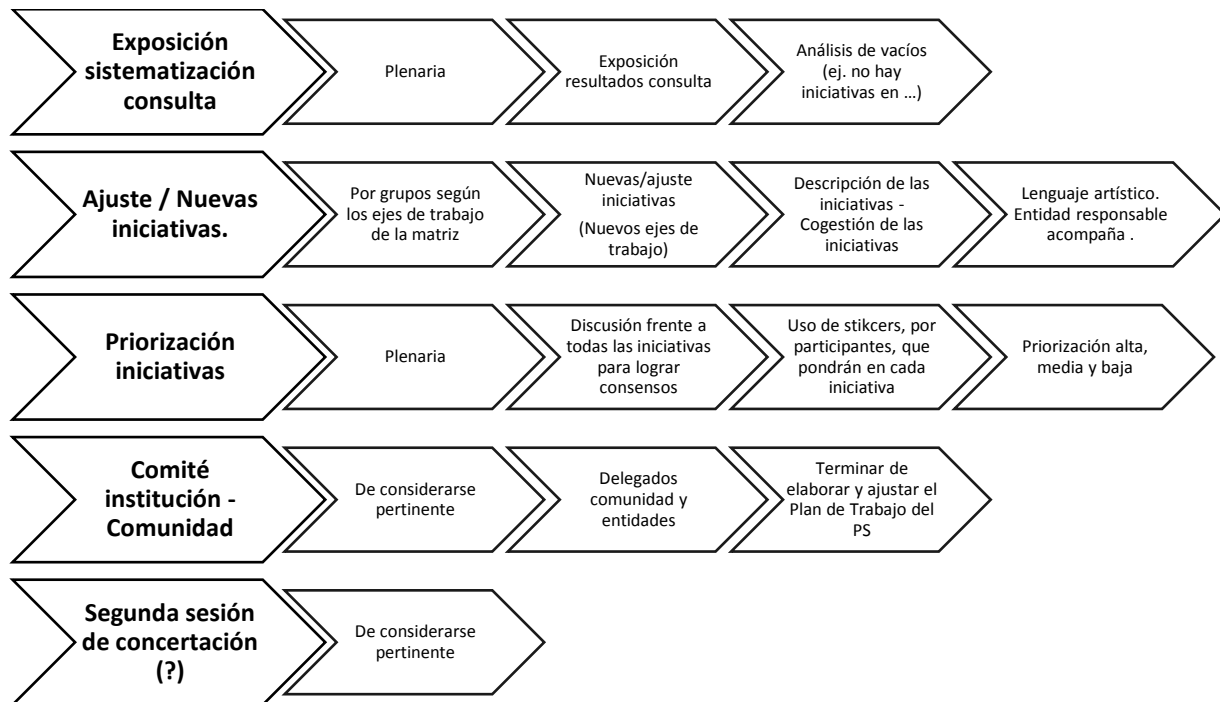 Exposición
sistematización
consulta
Plenaria
Exposición
resultados consulta
Análisis de vacíos
(ej. no hay
iniciativas en …)
Ajuste / Nuevas
iniciativas.
Por grupos según
los ejes de trabajo
de la matriz
Nuevas/ajuste
iniciativas
(Nuevos ejes de
trabajo)
Descripción de las
iniciativas -
Cogestión de las
iniciativas
Lenguaje artístico.
Entidad responsable
acompaña .
Priorización
iniciativas
Plenaria
Discusión frente a
todas las iniciativas
para lograr
consensos
Uso de stikcers, por
participantes, que
pondrán en cada
iniciativa
Priorización alta,
media y baja
Comité
institución -
Comunidad
De considerarse
pertinente
Delegados
comunidad y
entidades
Terminar de
elaborar y ajustar el
Plan de Trabajo del
PS
Segunda sesión
de concertación
(?)
De considerarse
pertinente